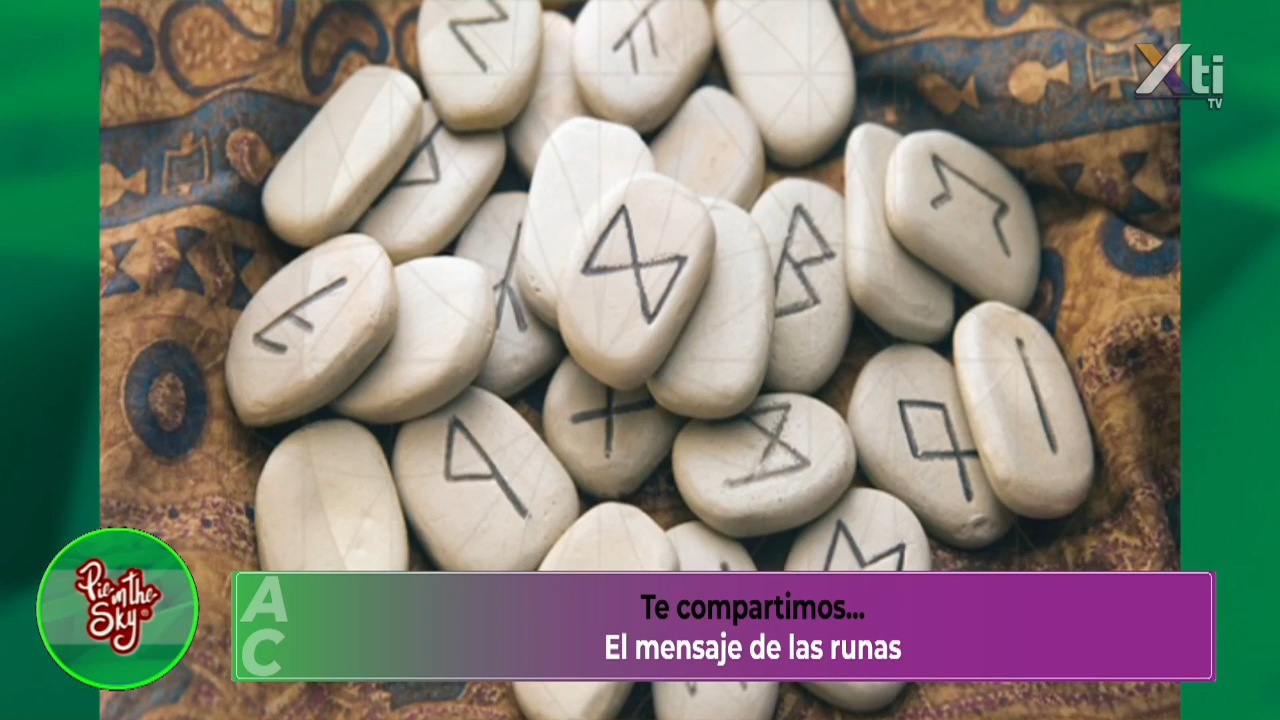 Xti
TV
Pie in the
Sky
A
C
Te compartimos...
El mensaje de las runas